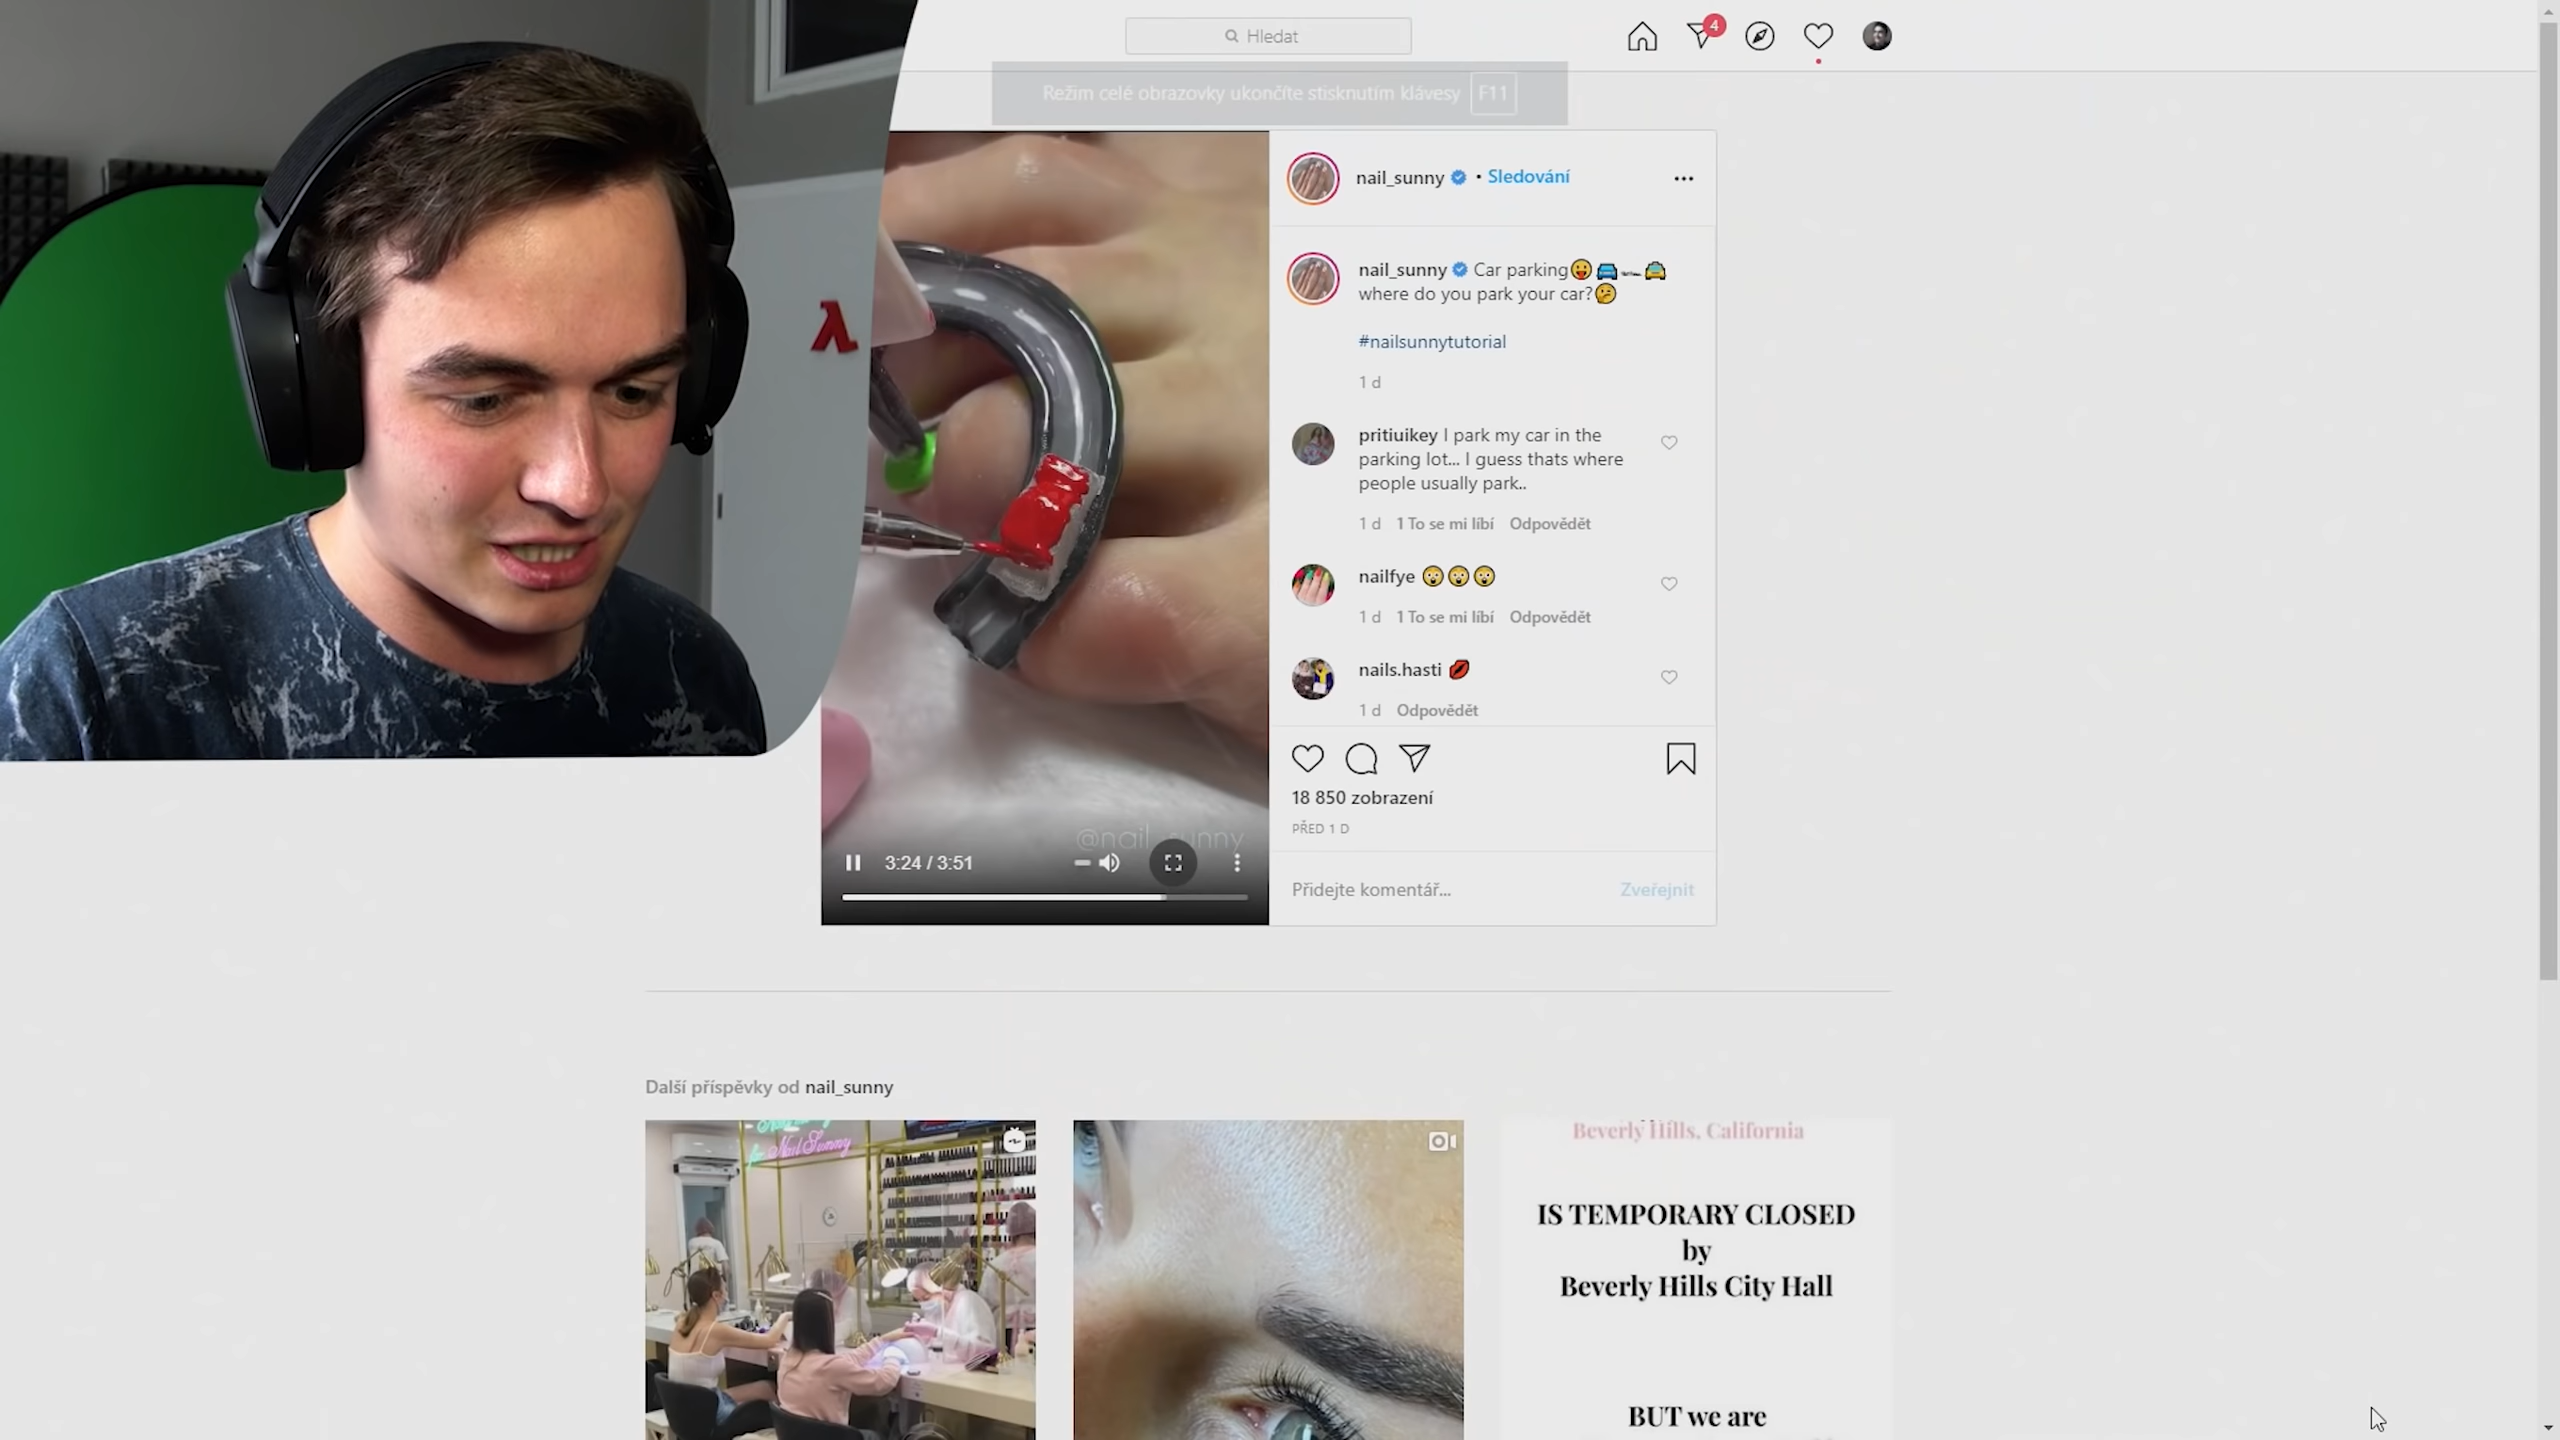 Hledat
4
Režim celé obrazovky ukončíte stisknutím klávesy F11
λ
nail_sunny • Sledování
nail_sunny Car parking
where do you park your car?
#nailsunnytutorial
1 d
pritiuikey I park my car in the
parking lot... I guess thats where
people usually park..
1 d 1 To se mi líbí Odpovědět
nailfye
1 d 1 To se mi líbí Odpovědět
nails.hasti
1 d Odpovědět
18 850 zobrazení
PŘED 1 D
Přidejte komentář... Zveřejnit
@nail_sunny
3:24 / 3:51
Další příspěvky od nail_sunny
Nail Sunny
Beverly Hills, California
IS TEMPORARY CLOSED
by
Beverly Hills City Hall
BUT we are